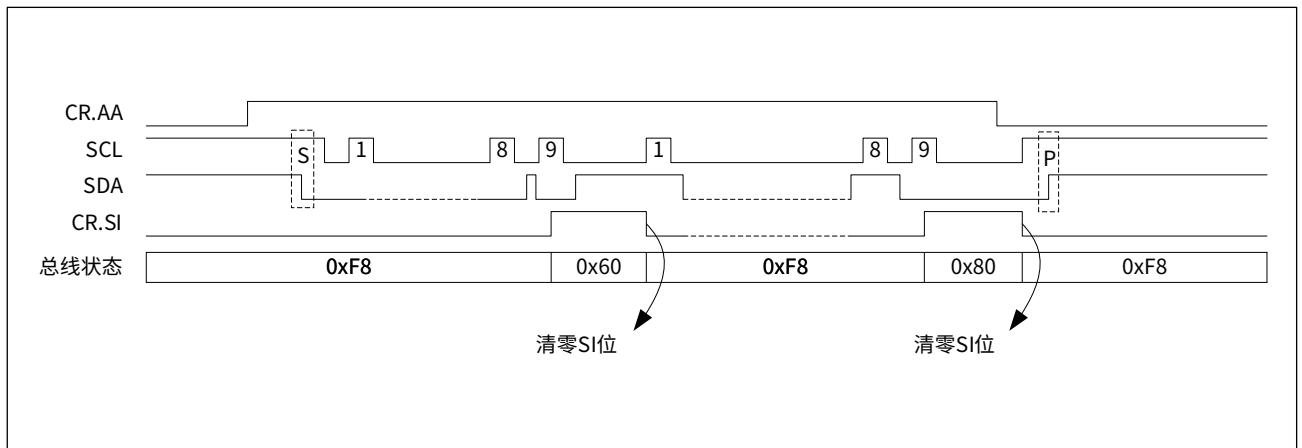 CR.AA
SCL S 1 8 9 1 8 9 P
SDA
CR.SI
总线状态 0xF8 0x60 0xF8 0x80 0xF8
清零SI位 清零SI位